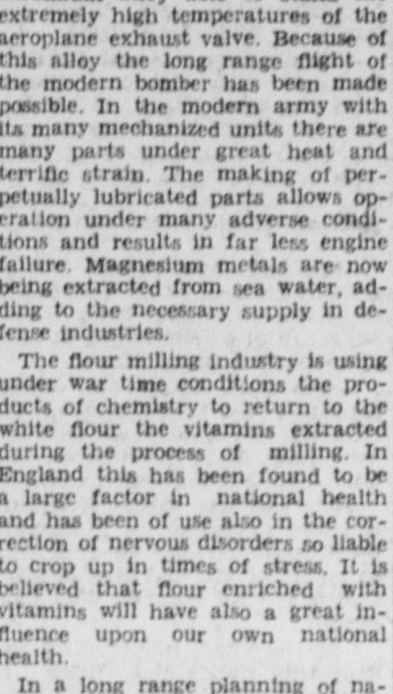 extremely high temperatures of the
aeroplane exhaust valve. Because of
this alloy the long range flight of
the modern bomber has been made
possible. In the modern army with
its many mechanized units there are
many parts under great heat and
terrific strain. The making of per-
petually lubricated parts allows op-
eration under many adverse condi-
tions and results in far less engine
failure. Magnesium metals are now
being extracted from sea water, ad-
ding to the necessary supply in de-
fense industries.
The flour milling industry is using
under war time conditions the pro-
ducts of chemistry to return to the
white flour the vitamins extracted
during the process of milling. In
England this has been found to be
a large factor in national health
and has been of use also in the cor-
rection of nervous disorders so liable
to crop up in times of stress. It is
believed that flour enriched with
vitamins will have also a great in-
fluence upon our own national
health.
In a long range planning of na-